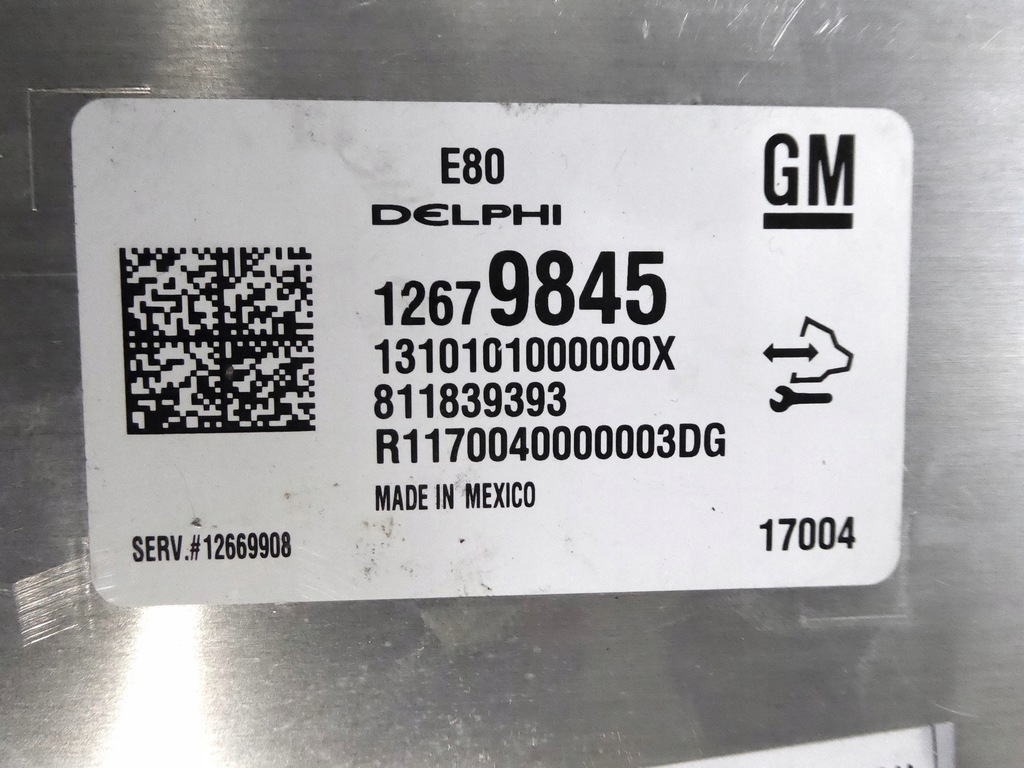 E80
GM
DELPHI
12679845
1310101000000X
811839393
R1170040000003DG
MADE IN MEXICO
SERV.#12669908
17004